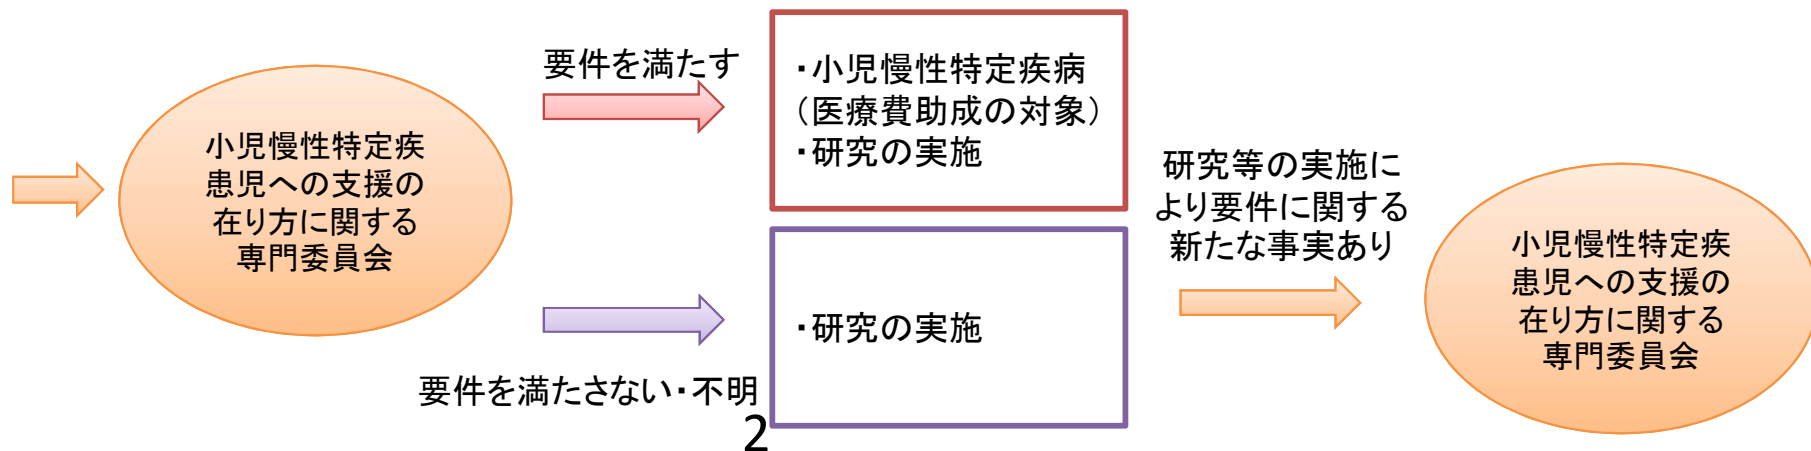 小児慢性特定疾
患児への支援の
在り方に関する
専門委員会
要件を満たす
・小児慢性特定疾病
（医療費助成の対象）
・研究の実施
要件を満たさない・不明
・研究の実施
研究等の実施に
より要件に関する
新たな事実あり
小児慢性特定疾
患児への支援の
在り方に関する
専門委員会
2